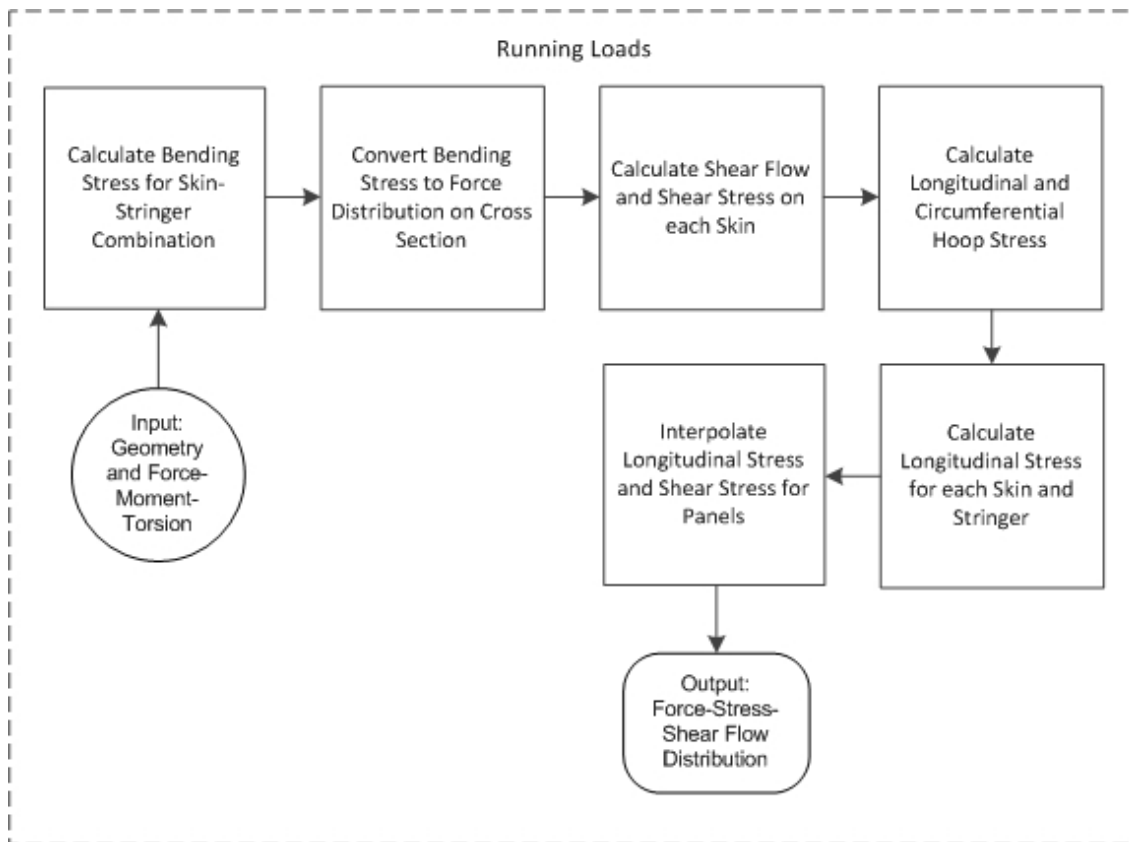 Running Loads
Calculate Bending
Stress for Skin-
Stringer
Combination
Convert Bending
Stress to Force
Distribution on Cross
Section
Calculate Shear Flow
and Shear Stress on
each Skin
Calculate
Longitudinal and
Circumferential
Hoop Stress
Input:
Geometry
and Force-
Moment-
Torsion
Interpolate
Longitudinal Stress
and Shear Stress for
Panels
Calculate
Longitudinal Stress
for each Skin and
Stringer
Output:
Force-Stress-
Shear Flow
Distribution